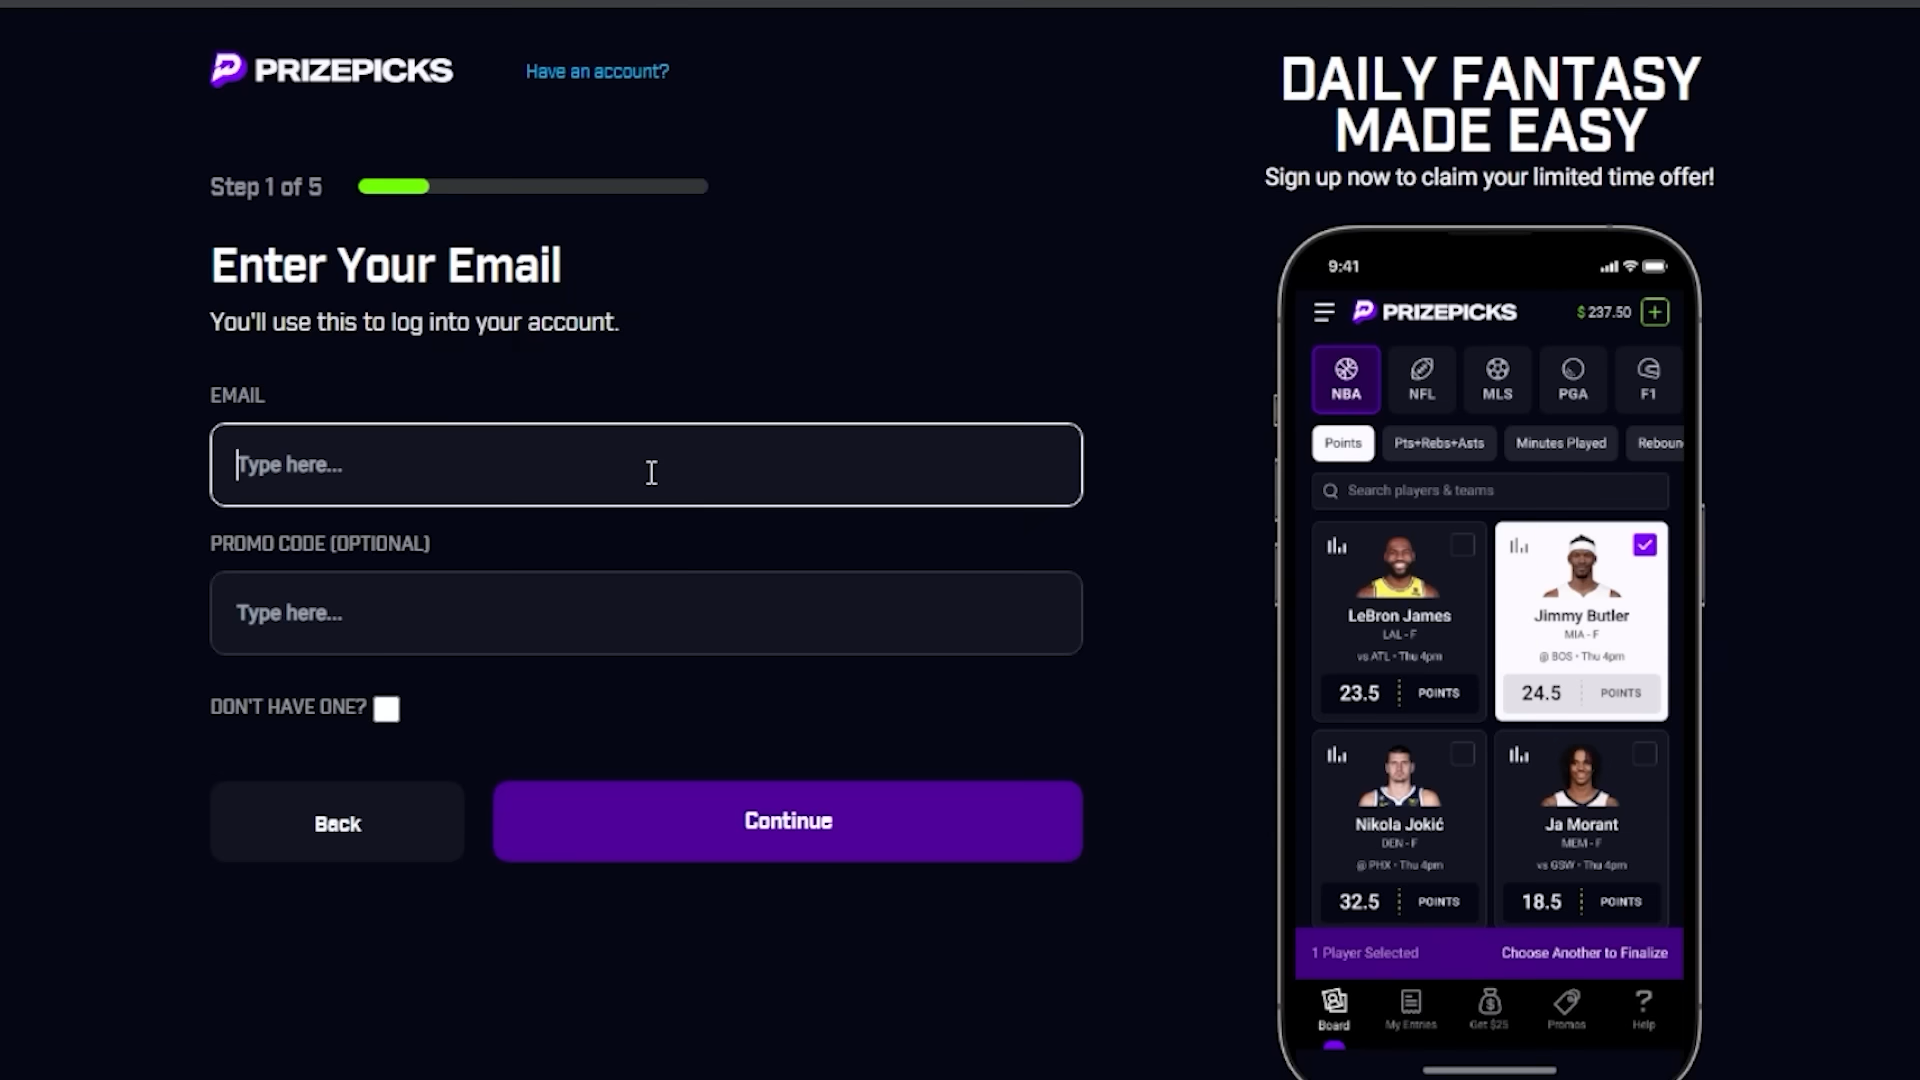 PRIZEPICKS
Have an account?
Step 1 of 5
Enter Your Email
You'll use this to log into your account.
EMAIL
Type here...
PROMO CODE (OPTIONAL)
Type here...
DON'T HAVE ONE?
Back
Continue
DAILY FANTASY
MADE EASY
Sign up now to claim your limited time offer!
9:41
PRIZEPICKS
$ 237.50
NBA
NFL
MLS
PGA
F1
Points
Pts+Rebs+Asts
Minutes Played
Reboun
Search players & teams
LeBron James
LAL - F
vs ATL • Thu 4pm
23.5
POINTS
Jimmy Butler
MIA - F
@ BOS • Thu 4pm
24.5
POINTS
Nikola Jokić
DEN - F
@ PHX • Thu 4pm
32.5
POINTS
Ja Morant
MEM - F
vs GSW • Thu 4pm
18.5
POINTS
1 Player Selected
Choose Another to Finalize
Board
My Entries
Get $25
Promos
Help